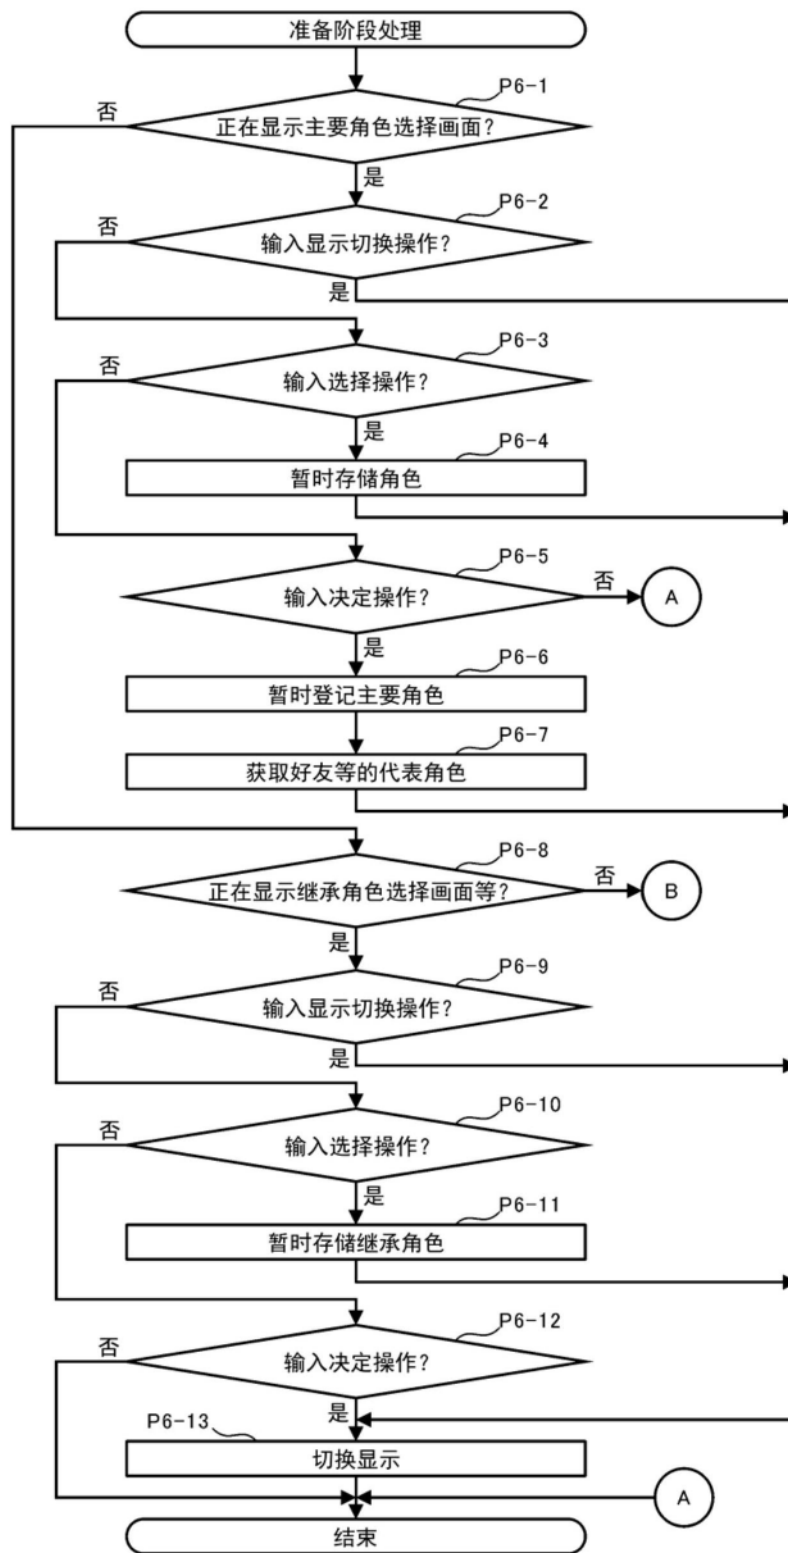 准备阶段处理
P6-1
否
正在显示主要角色选择画面?
是
P6-2
否
输入显示切换操作?
是
P6-3
否
输入选择操作?
是
P6-4
暂时存储角色
P6-5
输入决定操作?
否
A
是
P6-6
暂时登记主要角色
P6-7
获取好友等的代表角色
P6-8
正在显示继承角色选择画面等?
否
B
是
P6-9
否
输入显示切换操作?
是
P6-10
否
输入选择操作?
是
P6-11
暂时存储继承角色
P6-12
否
输入决定操作?
是
P6-13
切换显示
A
结束